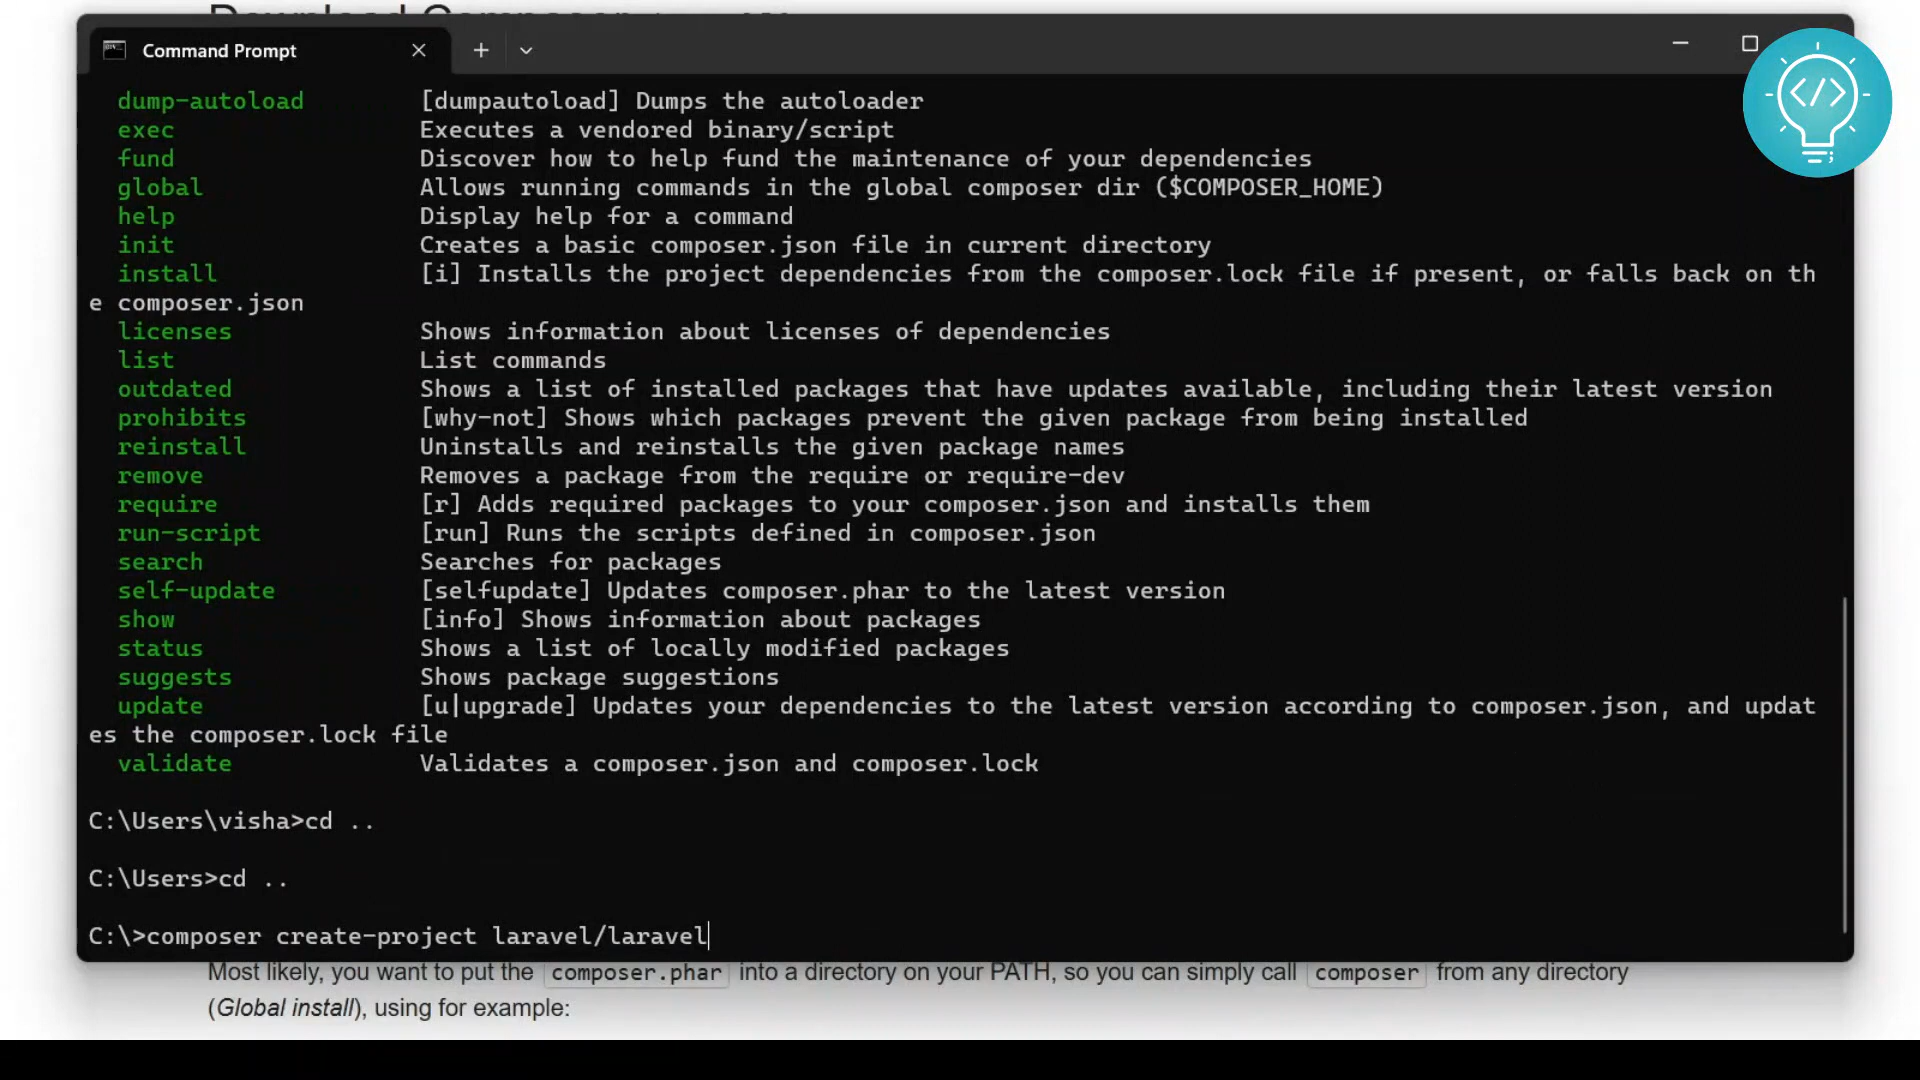 Command Prompt
dump-autoload [dumpautoload] Dumps the autoloader
exec Executes a vendored binary/script
fund Discover how to help fund the maintenance of your dependencies
global Allows running commands in the global composer dir ($COMPOSER_HOME)
help Display help for a command
init Creates a basic composer.json file in current directory
install [i] Installs the project dependencies from the composer.lock file if present, or falls back on th
e composer.json
licenses Shows information about licenses of dependencies
list List commands
outdated Shows a list of installed packages that have updates available, including their latest version
prohibits [why-not] Shows which packages prevent the given package from being installed
reinstall Uninstalls and reinstalls the given package names
remove Removes a package from the require or require-dev
require [r] Adds required packages to your composer.json and installs them
run-script [run] Runs the scripts defined in composer.json
search Searches for packages
self-update [selfupdate] Updates composer.phar to the latest version
show [info] Shows information about packages
status Shows a list of locally modified packages
suggests Shows package suggestions
update [u|upgrade] Updates your dependencies to the latest version according to composer.json, and updat
es the composer.lock file
validate Validates a composer.json and composer.lock
C:\Users\visha>cd ..
C:\Users>cd ..
C:\>composer create-project laravel/laravel
Most likely, you want to put the composer.phar into a directory on your PATH, so you can simply call composer from any directory
(Global install), using for example: